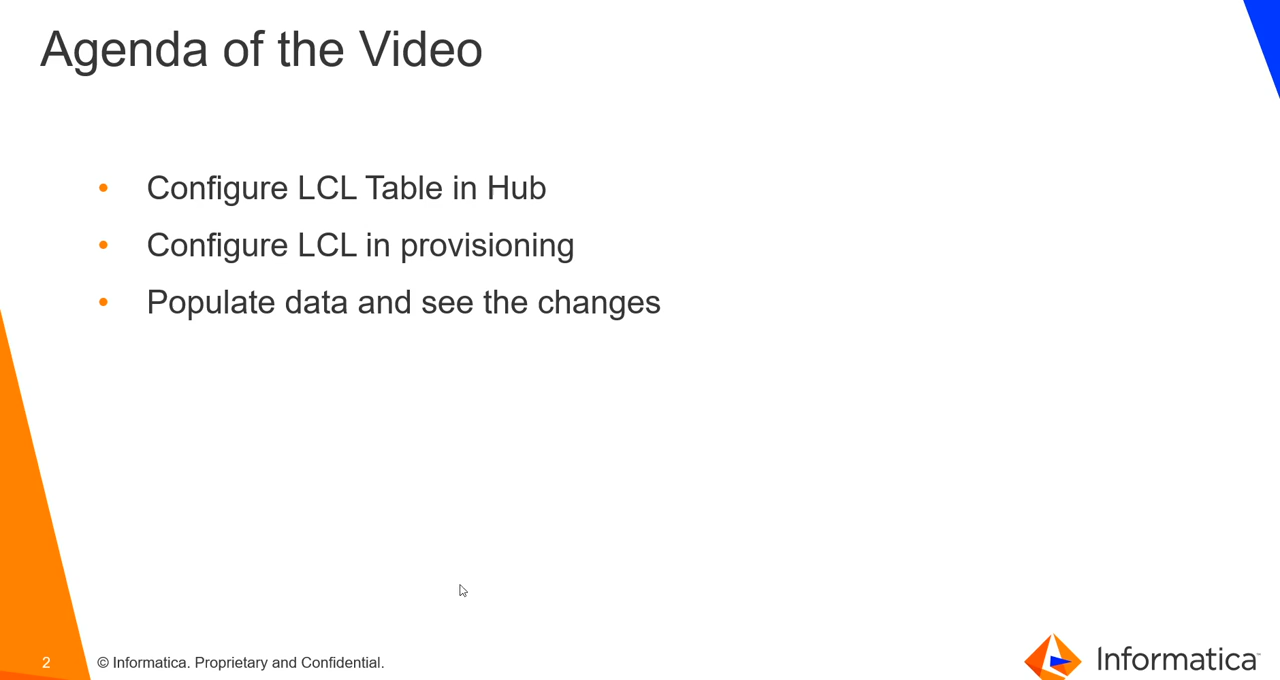 Agenda of the Video
• Configure LCL Table in Hub
• Configure LCL in provisioning
• Populate data and see the changes
2
© Informatica. Proprietary and Confidential.
Informatica